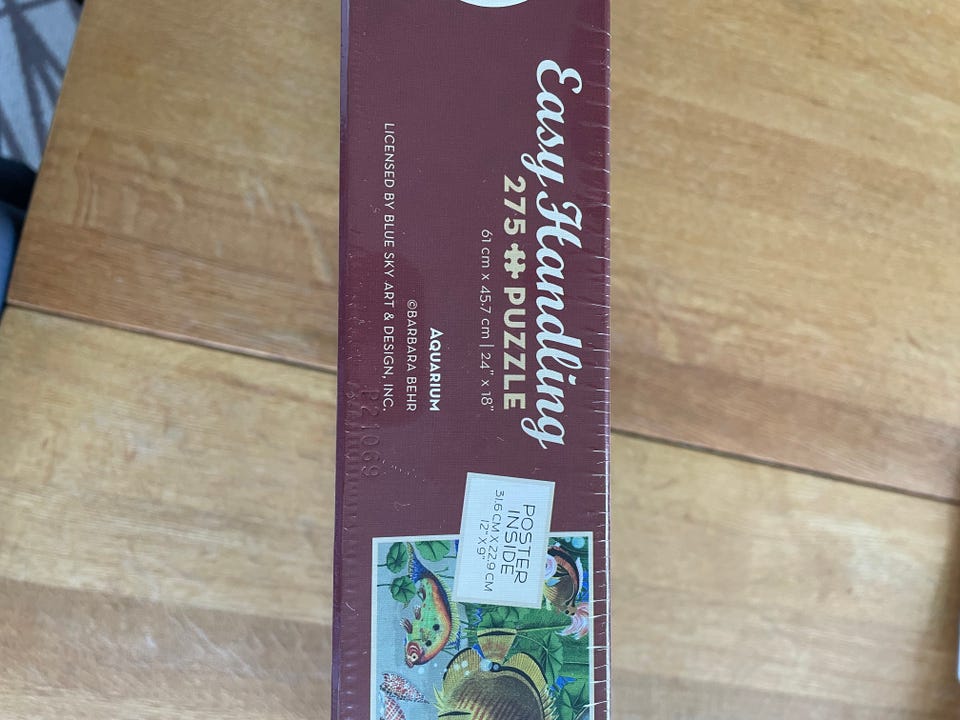 Easy Handling
275 PUZZLE
61 cm x 45.7 cm | 24" x 18"
AQUARIUM
©BARBARA BEHR
LICENSED BY BLUE SKY ART & DESIGN, INC.
P21069
POSTER
INSIDE
31.6 CM X 22.9 CM
12" X 9"